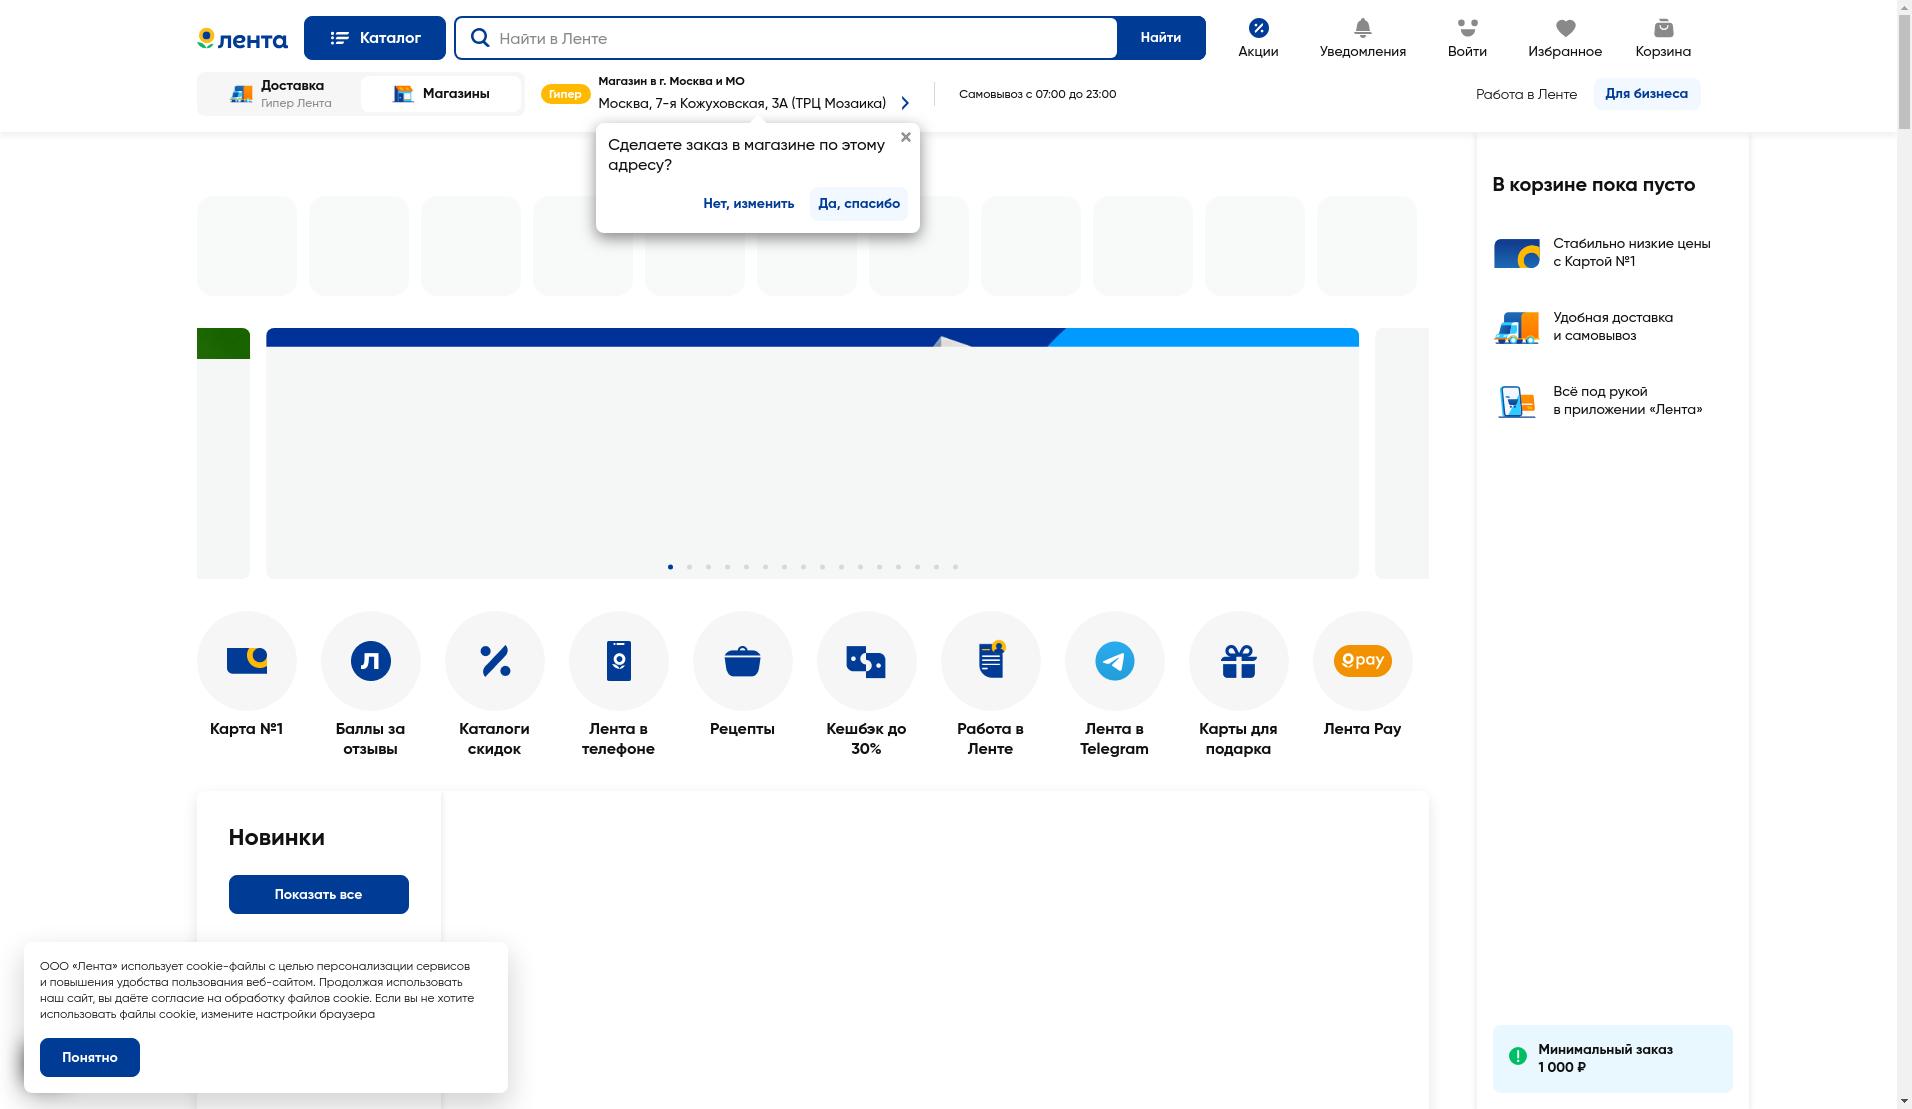 лента
Каталог
Найти в Ленте
Найти
Акции
Уведомления
Войти
Избранное
Корзина
Доставка
Гипер Лента
Магазины
Гипер
Магазин в г. Москва и МО
Москва, 7-я Кожуховская, 3А (ТРЦ Мозаика)
Самовывоз с 07:00 до 23:00
Работа в Ленте
Для бизнеса
Сделаете заказ в магазине по этому
адресу?
Нет, изменить
Да, спасибо
В корзине пока пусто
Стабильно низкие цены
с Картой №1
Удобная доставка
и самовывоз
Всё под рукой
в приложении «Лента»
Карта №1
Л
Баллы за
отзывы
Каталоги
скидок
Лента в
телефоне
Рецепты
Кешбэк до
30%
Работа в
Ленте
Лента в
Telegram
Карты для
подарка
pay
Лента Pay
Новинки
Показать все
ООО «Лента» использует cookie-файлы с целью персонализации сервисов
и повышения удобства пользования веб-сайтом. Продолжая использовать
наш сайт, вы даёте согласие на обработку файлов cookie. Если вы не хотите
использовать файлы cookie, измените настройки браузера
Понятно
Минимальный заказ
1 000 ₽